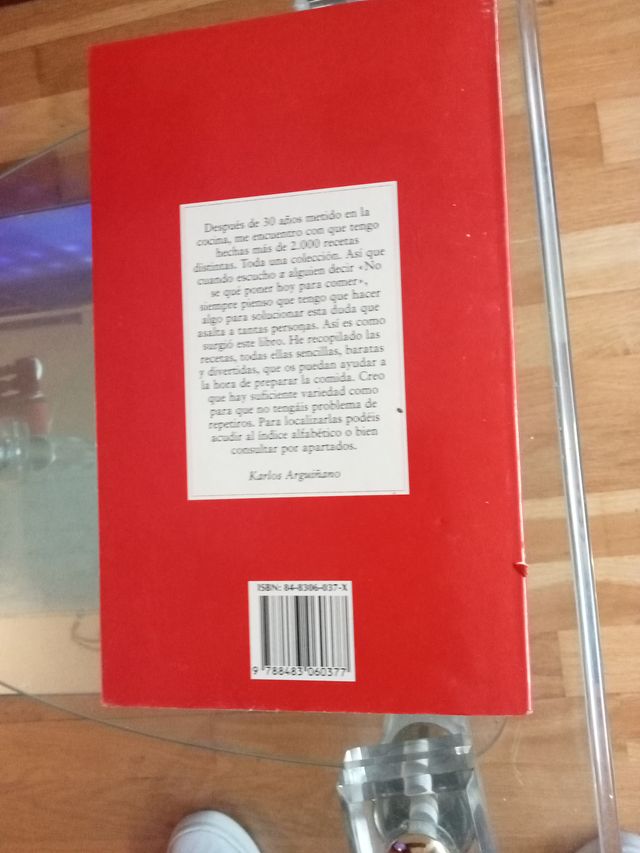 Después de 30 años metido en la
cocina, me encuentro con que tengo
hechas más de 2.000 recetas
distintas. Toda una colección. Así que
cuando escucho a alguien decir «No
se qué poner hoy para comer»,
siempre pienso que tengo que hacer
algo para solucionar esta duda que
asalta a tantas personas. Así es como
surgió este libro. He recopilado las
recetas, todas ellas sencillas, baratas
y divertidas, que os puedan ayudar a
la hora de preparar la comida. Creo
que hay suficiente variedad como
para que no tengáis problema de
repetiros. Para localizarlas podéis
acudir al índice alfabético o bien
consultar por apartados.
Karlos Arguiñano
ISBN: 84-8306-037-X
9 788483 060377